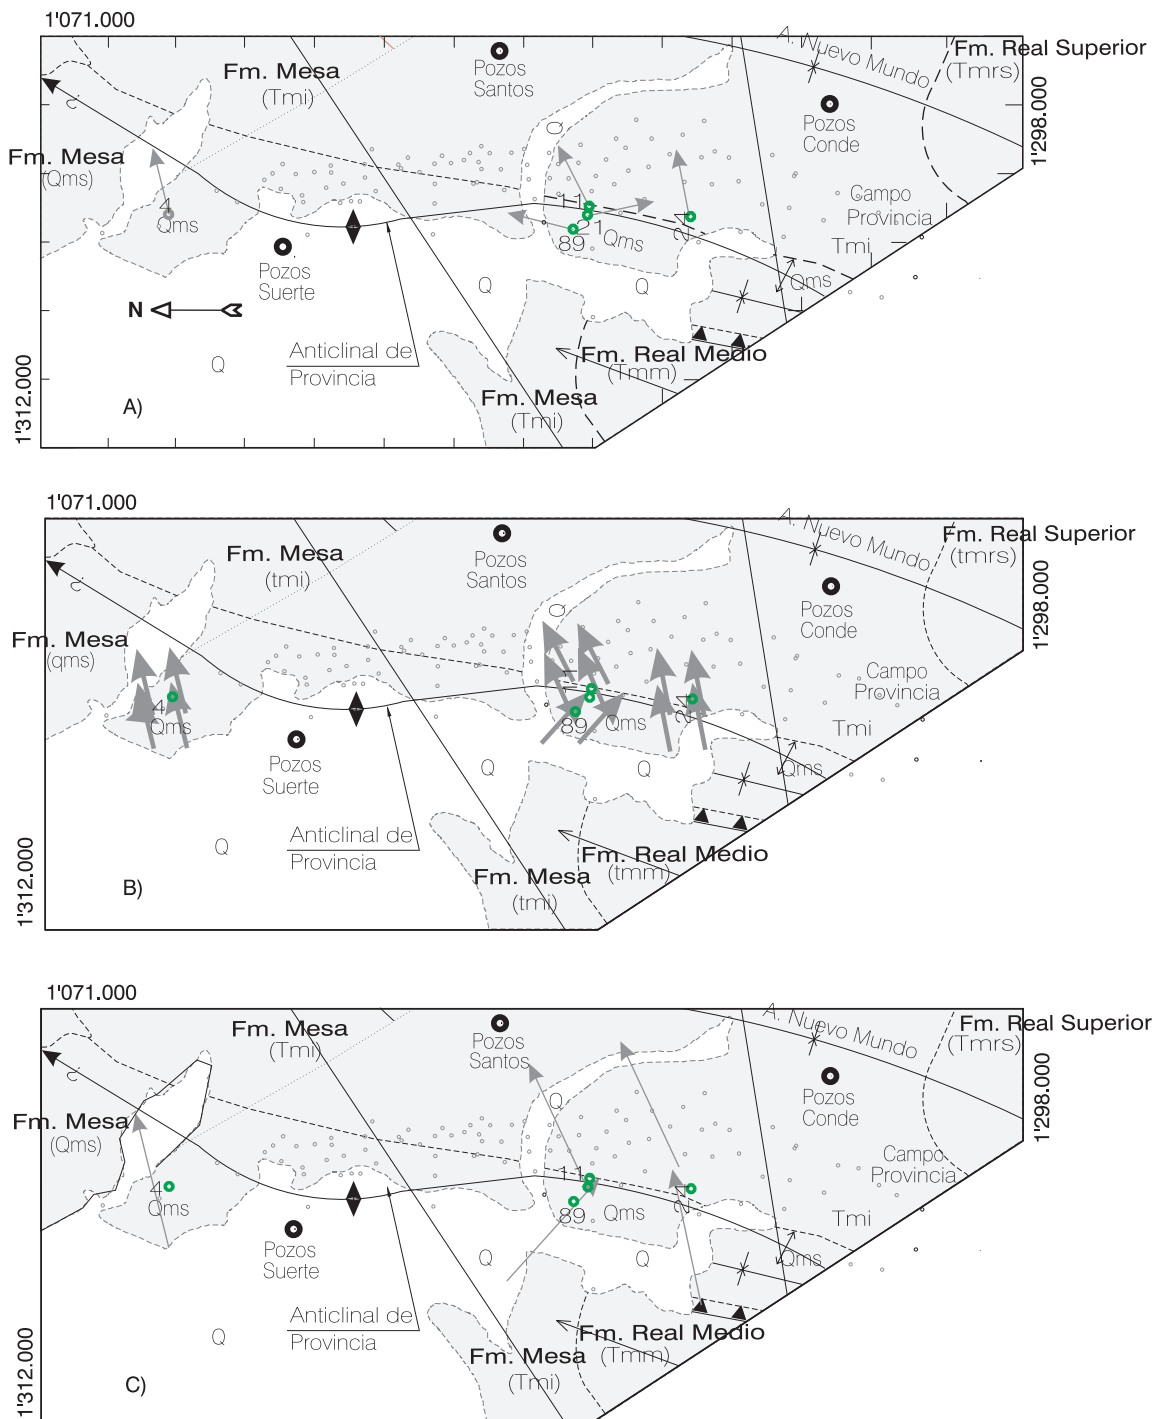 1'071.000
A. Nuevo Mundo
Fm. Real Superior
(Tmrs)
Fm. Mesa
(Tmi)
Pozos
Santos
Pozos
Conde
1'298.000
Q
Fm. Mesa
(Qms)
4
Qms
11
21
89
Qms
24
Campo
Provincia
Tmi
Qms
Pozos
Suerte
Q
Q
N
Q
Anticlinal de
Provincia
Fm. Real Medio
(Tmm)
Fm. Mesa
(Tmi)
1'312.000
A)
1'071.000
A. Nuevo Mundo
Fm. Real Superior
(tmrs)
Fm. Mesa
(tmi)
Pozos
Santos
Pozos
Conde
1'298.000
Q
Fm. Mesa
(qms)
4
Qms
11
89
Qms
24
Campo
Provincia
Tmi
Qms
Pozos
Suerte
Q
Q
Q
Anticlinal de
Provincia
Fm. Real Medio
(tmm)
Fm. Mesa
(tmi)
1'312.000
B)
1'071.000
A. Nuevo Mundo
Fm. Real Superior
(Tmrs)
Fm. Mesa
(Tmi)
Pozos
Santos
Pozos
Conde
1'298.000
Q
Fm. Mesa
(Qms)
4
Qms
11
89
Qms
24
Campo
Provincia
Tmi
Qms
Pozos
Suerte
Q
Q
Q
Anticlinal de
Provincia
Fm. Real Medio
(Tmm)
Fm. Mesa
(Tmi)
1'312.000
C)